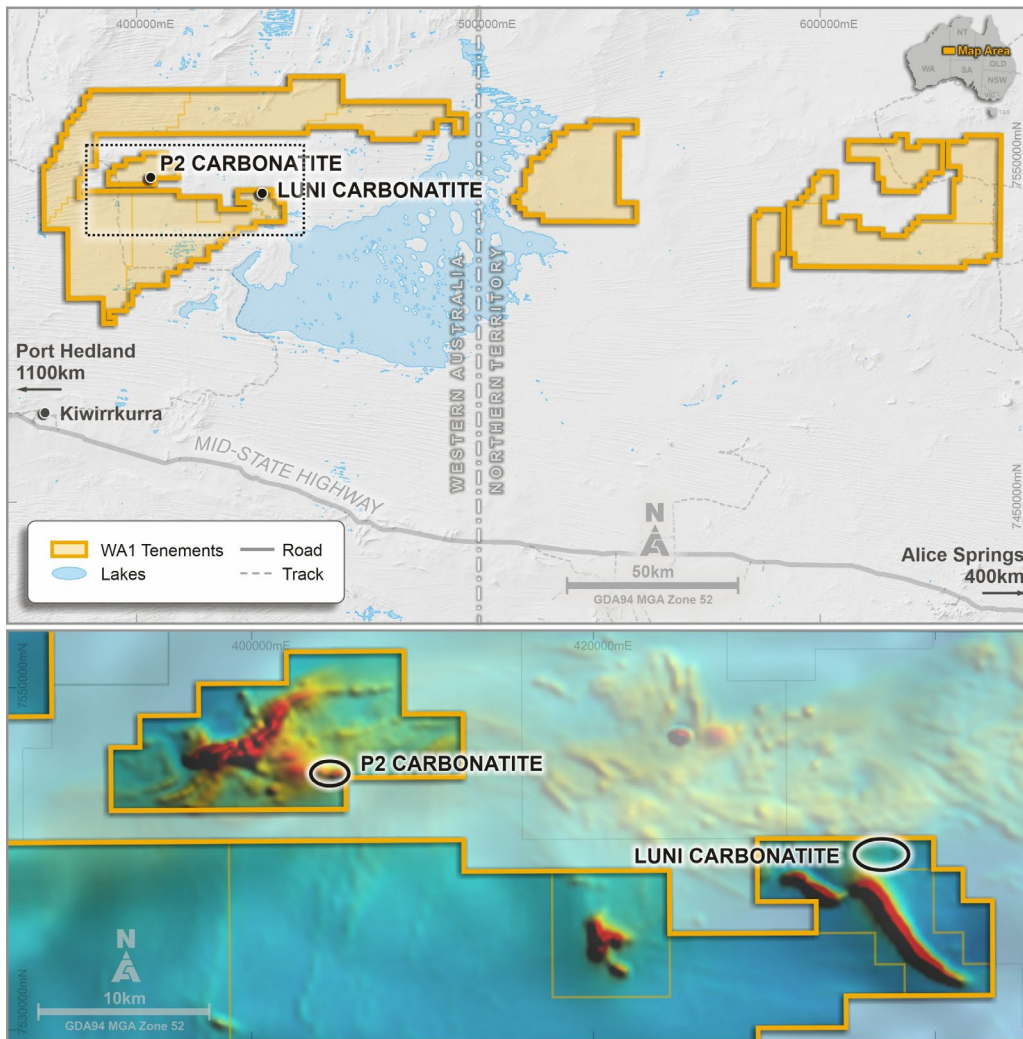 400000mE
500000mE
600000mE
NT
WA
QLD
SA
NSW
VIC
TAS
Map Area
7550000mN
P2 CARBONATITE
LUNI CARBONATITE
WESTERN AUSTRALIA
NORTHERN TERRITORY
Port Hedland
1100km
Kiwirrkurra
MID-STATE HIGHWAY
7450000mN
WA1 Tenements
Road
Lakes
Track
N
50km
GDA94 MGA Zone 52
Alice Springs
400km
400000mE
420000mE
7550000mN
P2 CARBONATITE
LUNI CARBONATITE
N
10km
GDA94 MGA Zone 52
7530000mN